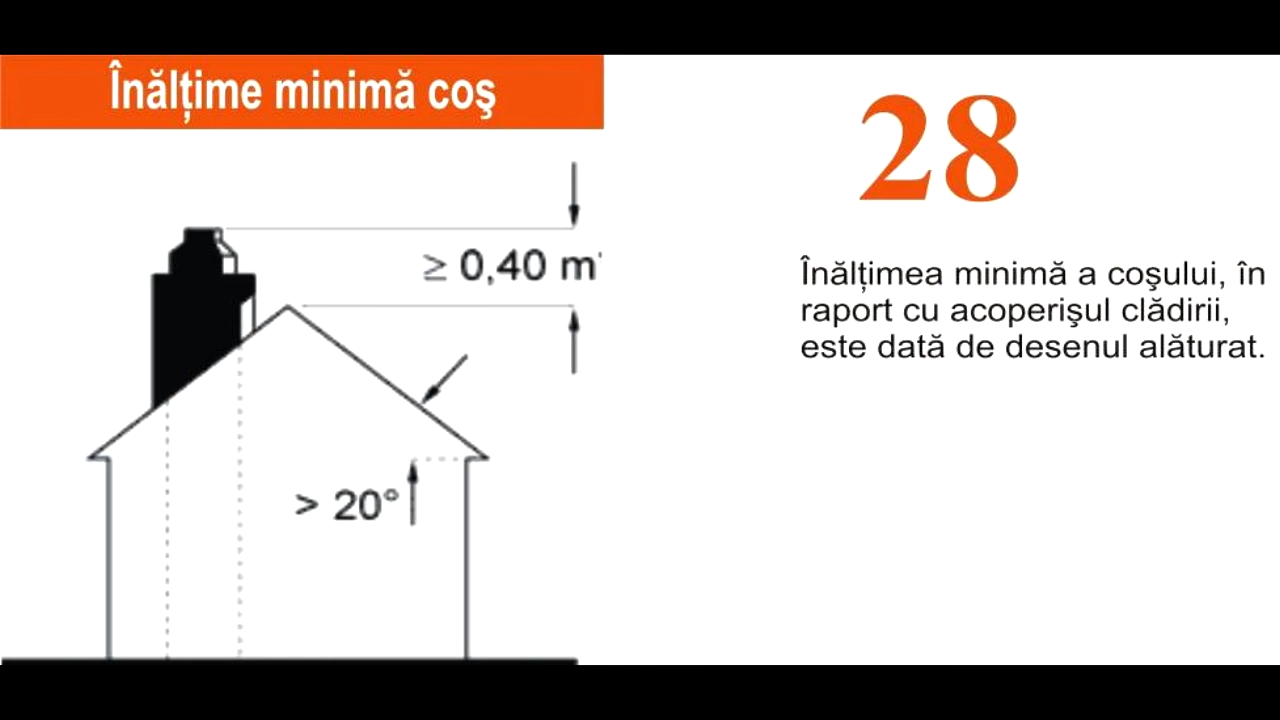 Înălțime minimă coş
28
≥ 0,40 m
Înălțimea minimă a coşului, în
raport cu acoperişul clădirii,
este dată de desenul alăturat.
> 20°